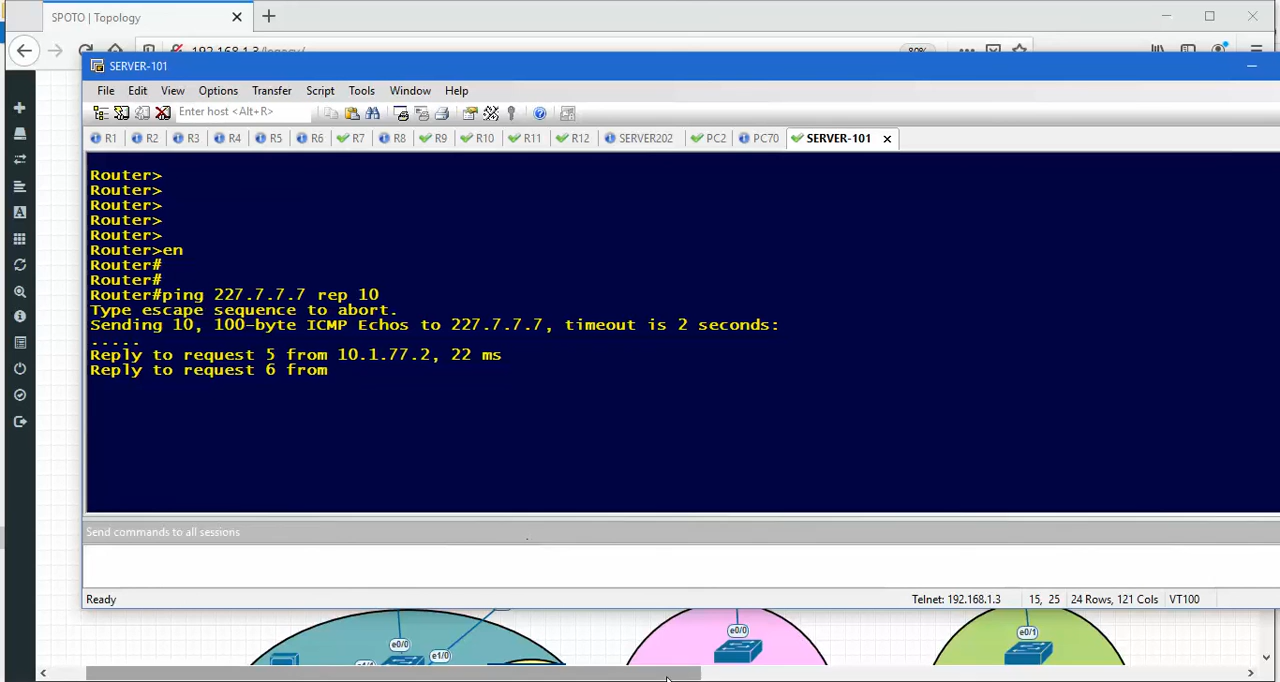 SPOTO | Topology
192.168.1.3/legacy/
80%
SERVER-101
File Edit View Options Transfer Script Tools Window Help
Enter host <Alt+R>
R1 R2 R3 R4 R5 R6 R7 R8 R9 R10 R11 R12 SERVER202 PC2 PC70 SERVER-101
Router>
Router>
Router>
Router>
Router>
Router>en
Router#
Router#
Router#ping 227.7.7.7 rep 10
Type escape sequence to abort.
Sending 10, 100-byte ICMP Echos to 227.7.7.7, timeout is 2 seconds:
.....
Reply to request 5 from 10.1.77.2, 22 ms
Reply to request 6 from
Send commands to all sessions
Ready Telnet: 192.168.1.3 15, 25 24 Rows, 121 Cols VT100
e0/0 e0/0 e0/1
e1/0